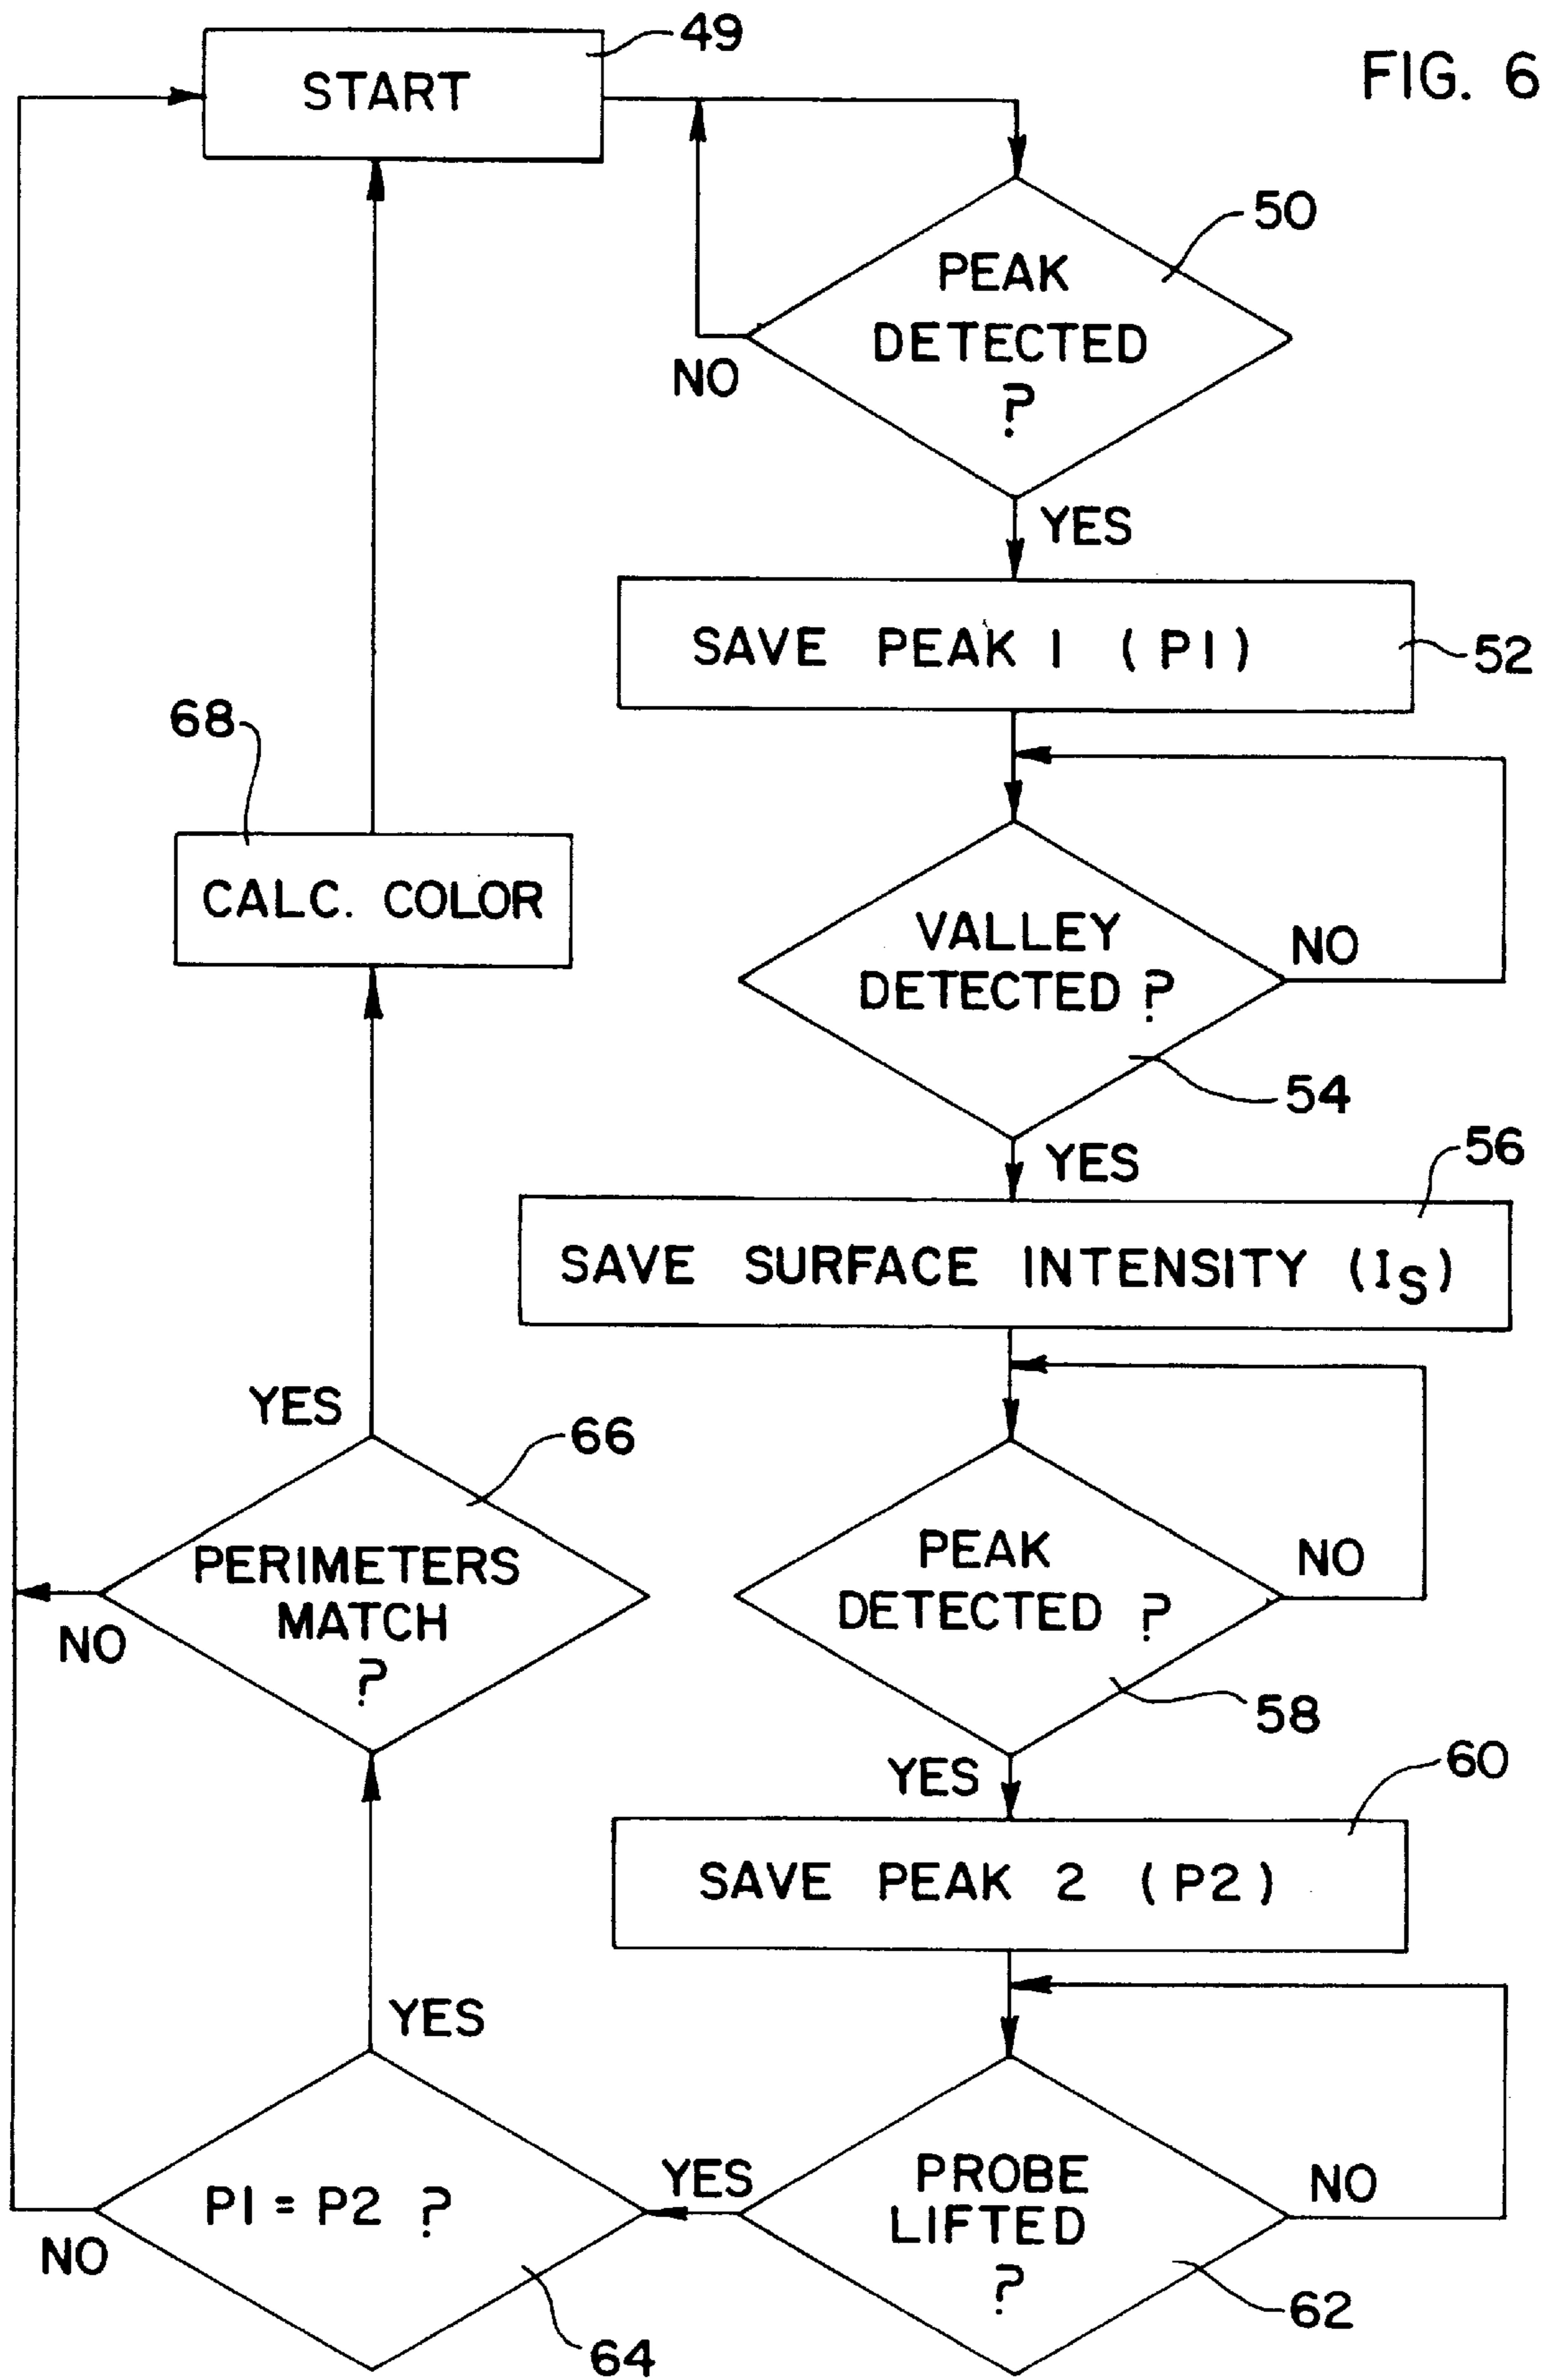 FIG. 6
START
49
PEAK
DETECTED
?
50
NO
YES
SAVE PEAK 1 (P1)
52
VALLEY
DETECTED ?
NO
54
YES
SAVE SURFACE INTENSITY (IS)
56
PEAK
DETECTED ?
NO
58
YES
SAVE PEAK 2 (P2)
60
PROBE
LIFTED
?
NO
62
YES
P1 = P2 ?
NO
64
YES
PERIMETERS
MATCH
?
66
NO
YES
CALC. COLOR
68